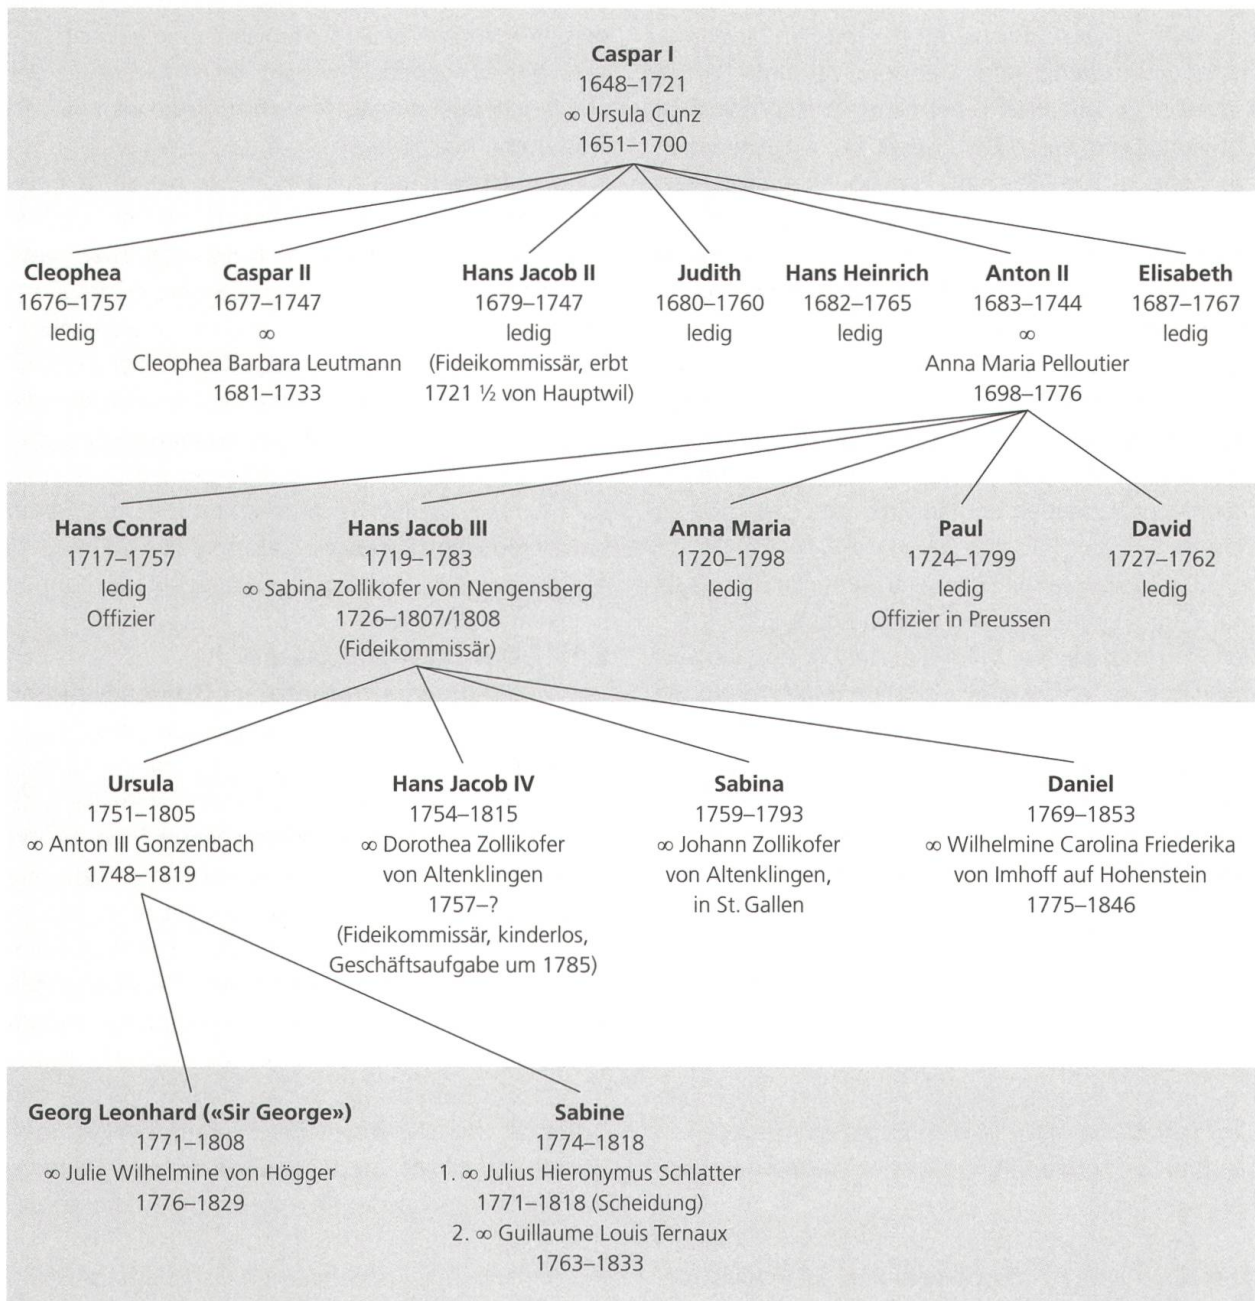 Caspar I
1648–1721
∞ Ursula Cunz
1651–1700
Cleophea
1676–1757
ledig
Caspar II
1677–1747
∞
Cleophea Barbara Leutmann
1681–1733
Hans Jacob II
1679–1747
ledig
(Fideikommissär, erbt
1721 ½ von Hauptwil)
Judith
1680–1760
ledig
Hans Heinrich
1682–1765
ledig
Anton II
1683–1744
∞
Anna Maria Pelloutier
1698–1776
Elisabeth
1687–1767
ledig
Hans Conrad
1717–1757
ledig
Offizier
Hans Jacob III
1719–1783
∞ Sabina Zollikofer von Nengensberg
1726–1807/1808
(Fideikommissär)
Anna Maria
1720–1798
ledig
Paul
1724–1799
ledig
Offizier in Preussen
David
1727–1762
ledig
Ursula
1751–1805
∞ Anton III Gonzenbach
1748–1819
Hans Jacob IV
1754–1815
∞ Dorothea Zollikofer
von Altenklingen
1757–?
(Fideikommissär, kinderlos,
Geschäftsaufgabe um 1785)
Sabina
1759–1793
∞ Johann Zollikofer
von Altenklingen,
in St. Gallen
Daniel
1769–1853
∞ Wilhelmine Carolina Friederika
von Imhoff auf Hohenstein
1775–1846
Georg Leonhard («Sir George»)
1771–1808
∞ Julie Wilhelmine von Högger
1776–1829
Sabine
1774–1818
1. ∞ Julius Hieronymus Schlatter
1771–1818 (Scheidung)
2. ∞ Guillaume Louis Ternaux
1763–1833